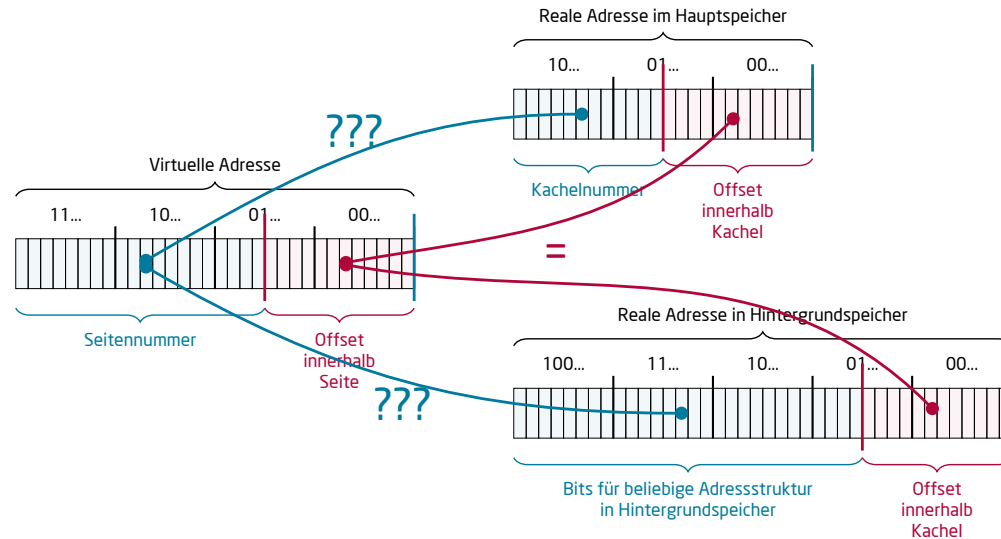 Reale Adresse im Hauptspeicher
10... 01... 00...
???
Kachelnummer
Offset
innerhalb
Kachel
Virtuelle Adresse
11... 10... 01... 00...
=
Seitennummer
Offset
innerhalb
Seite
???
Reale Adresse in Hintergrundspeicher
100... 11... 10... 01... 00...
Bits für beliebige Adressstruktur
in Hintergrundspeicher
Offset
innerhalb
Kachel